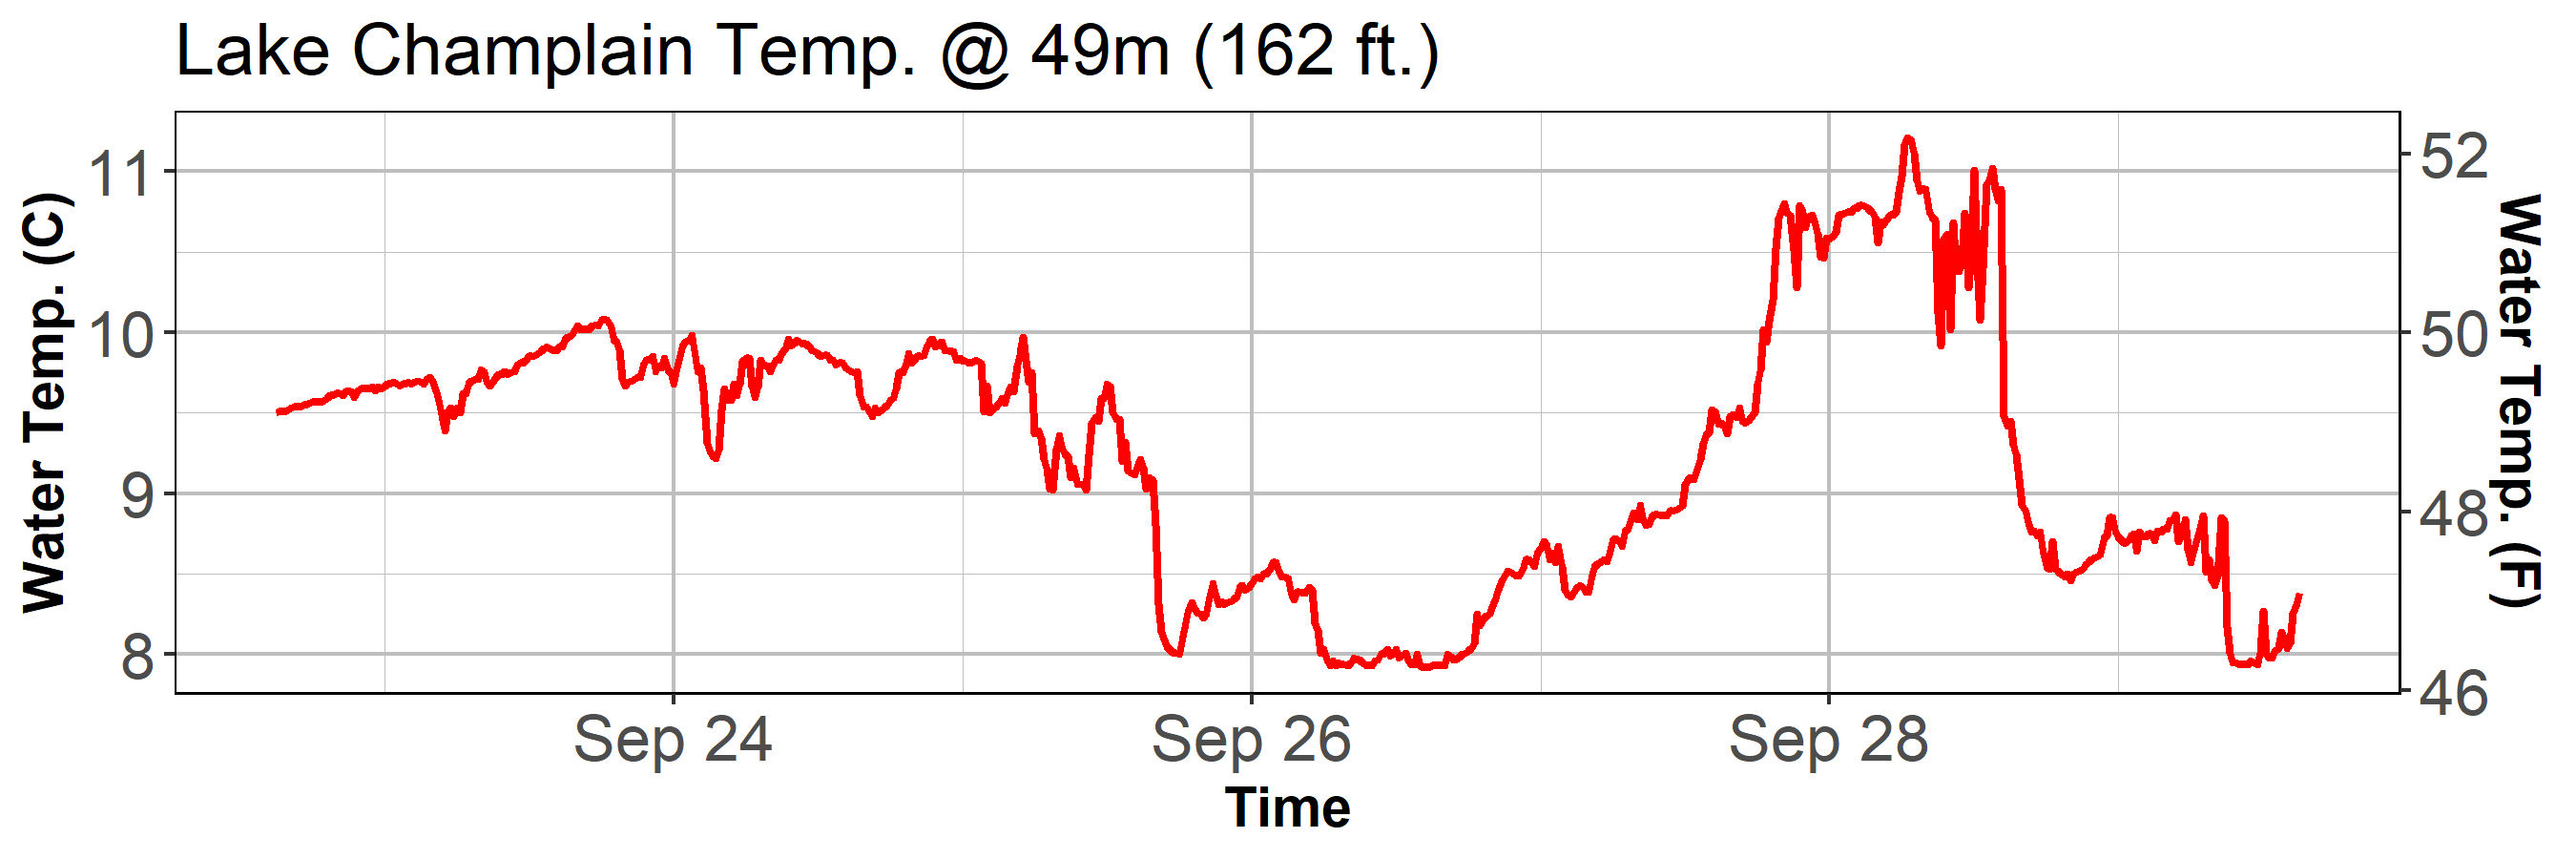 Lake Champlain Temp. @ 49m (162 ft.)
Water Temp. (C)
11
10
9
8
52
50
48
46
Water Temp. (F)
Sep 24
Sep 26
Sep 28
Time